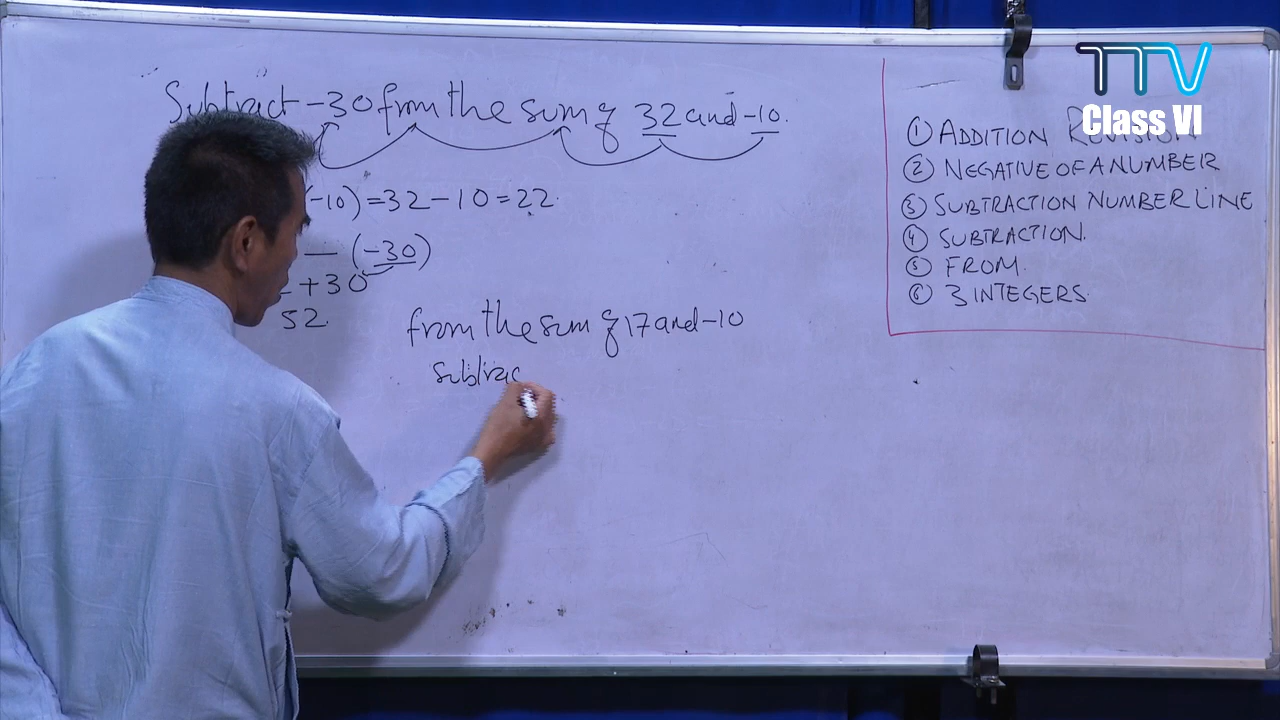 Subtract -30 from the sum of 32 and -10.
(-10) = 32 - 10 = 22
- (-30)
+ 30
52.
from the sum of 17 and -10
subtrac
TTV
Class VI
① ADDITION REVISION
② NEGATIVE OF A NUMBER
③ SUBTRACTION NUMBER LINE
④ SUBTRACTION.
⑤ FROM.
⑥ 3 INTEGERS.